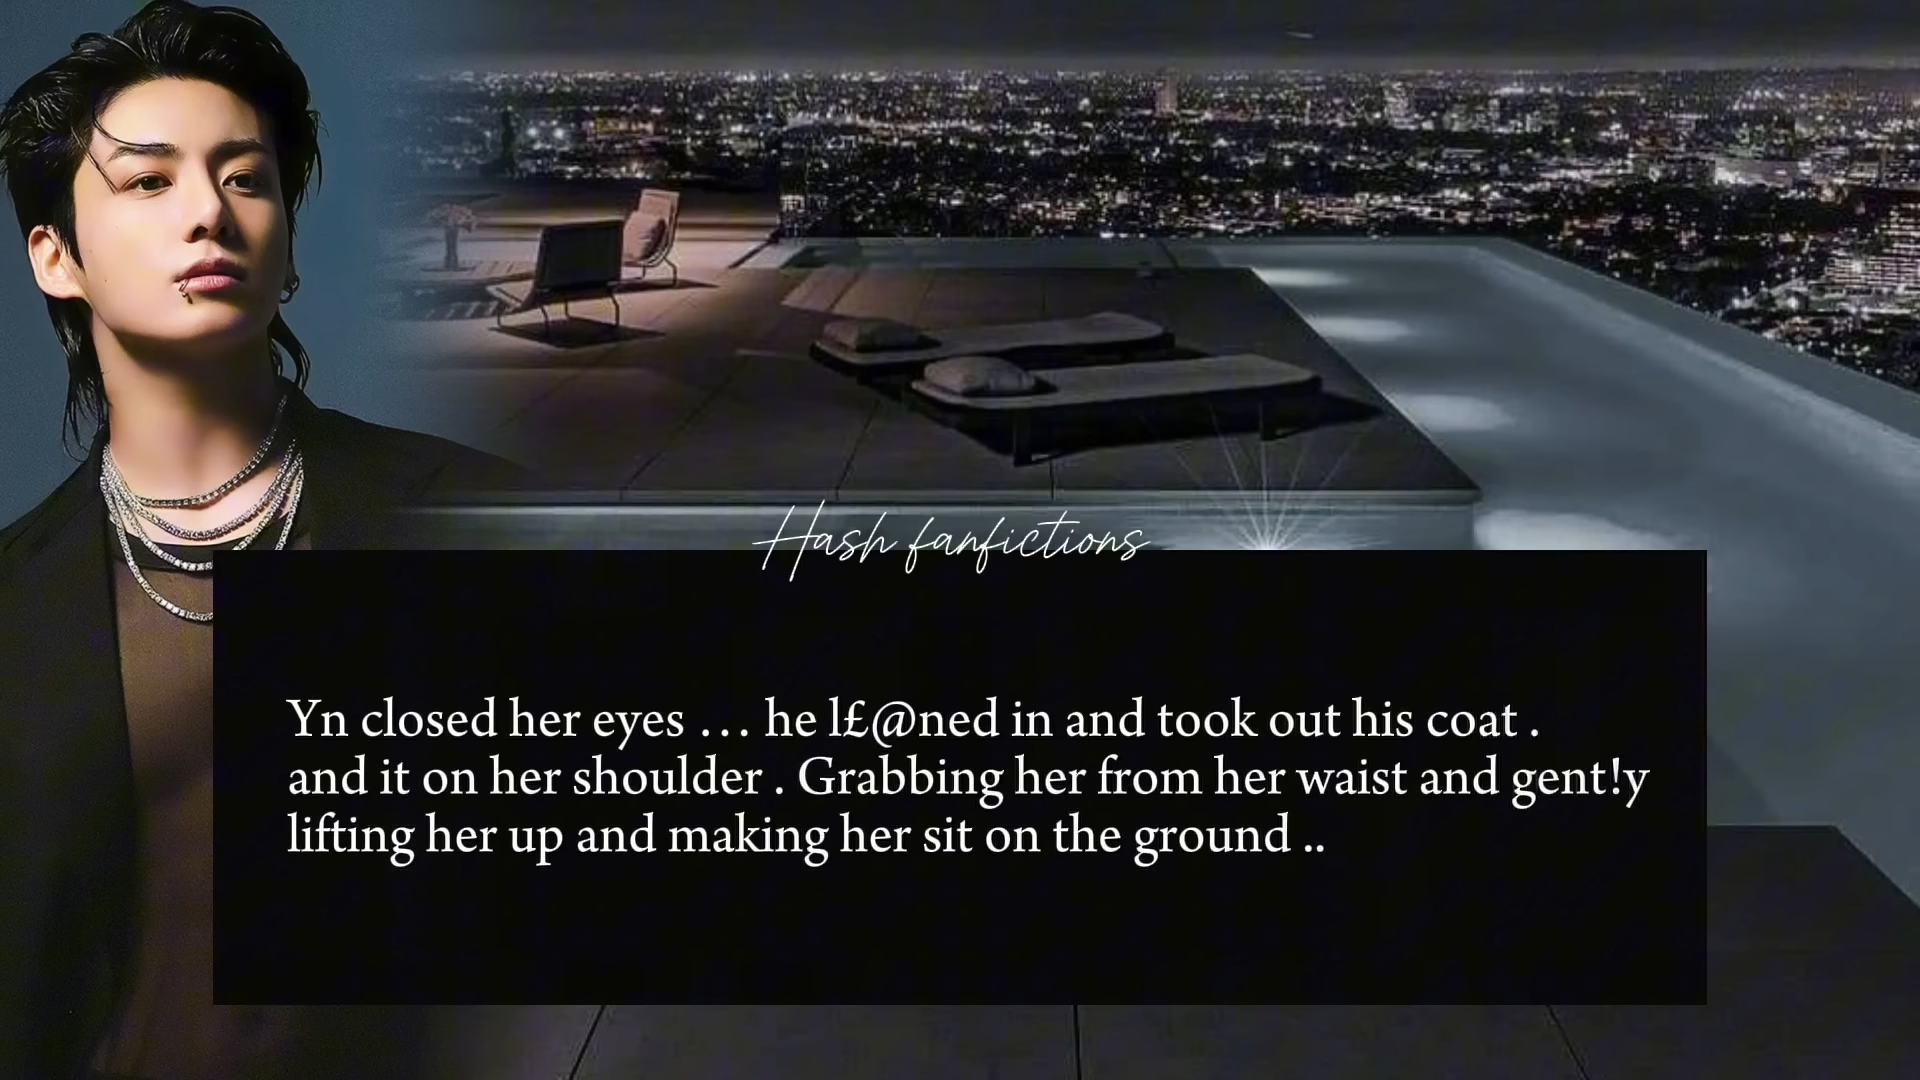 Hash fanfictions
Yn closed her eyes … he l£@ned in and took out his coat .
and it on her shoulder . Grabbing her from her waist and gent!y
lifting her up and making her sit on the ground ..